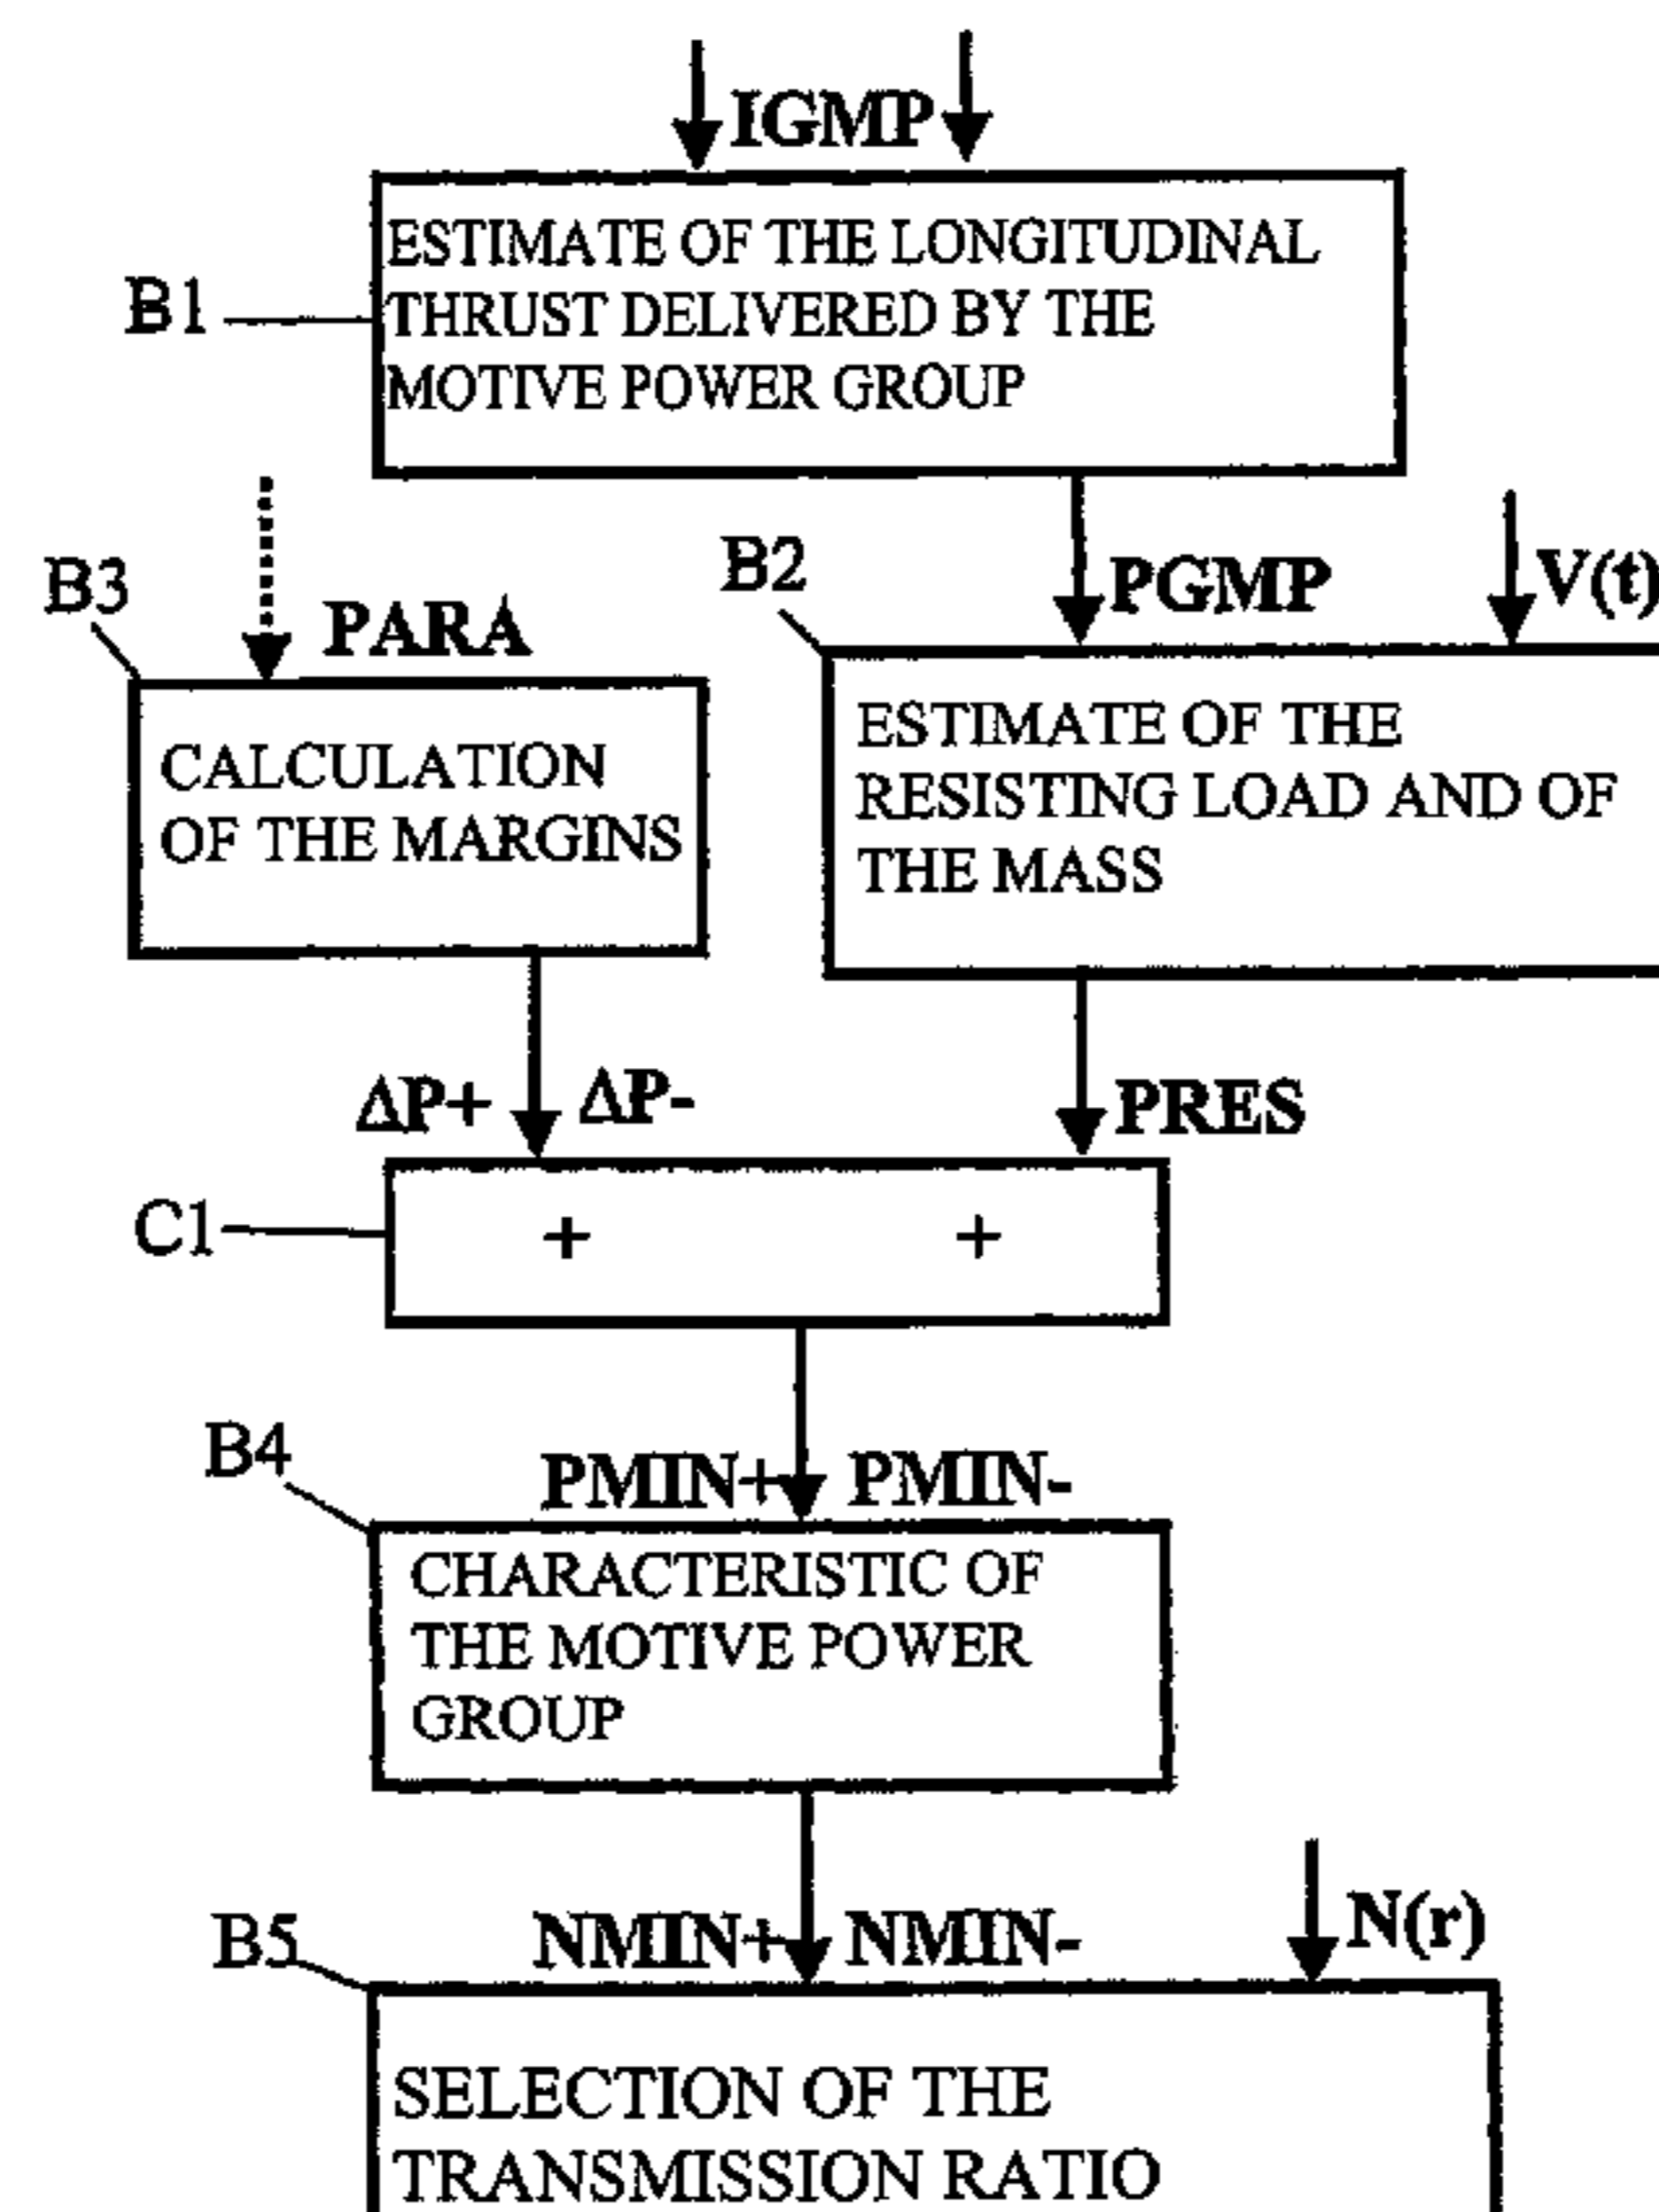 IGMP
ESTIMATE OF THE LONGITUDINAL
THRUST DELIVERED BY THE
MOTIVE POWER GROUP
B1
B3
PARA
B2
PGMP
V(t)
CALCULATION
OF THE MARGINS
ESTIMATE OF THE
RESISTING LOAD AND OF
THE MASS
ΔP+ ΔP-
PRES
C1
+ +
B4
PMIN+ PMIN-
CHARACTERISTIC OF
THE MOTIVE POWER
GROUP
B5
NMIN+ NMIN-
N(r)
SELECTION OF THE
TRANSMISSION RATIO